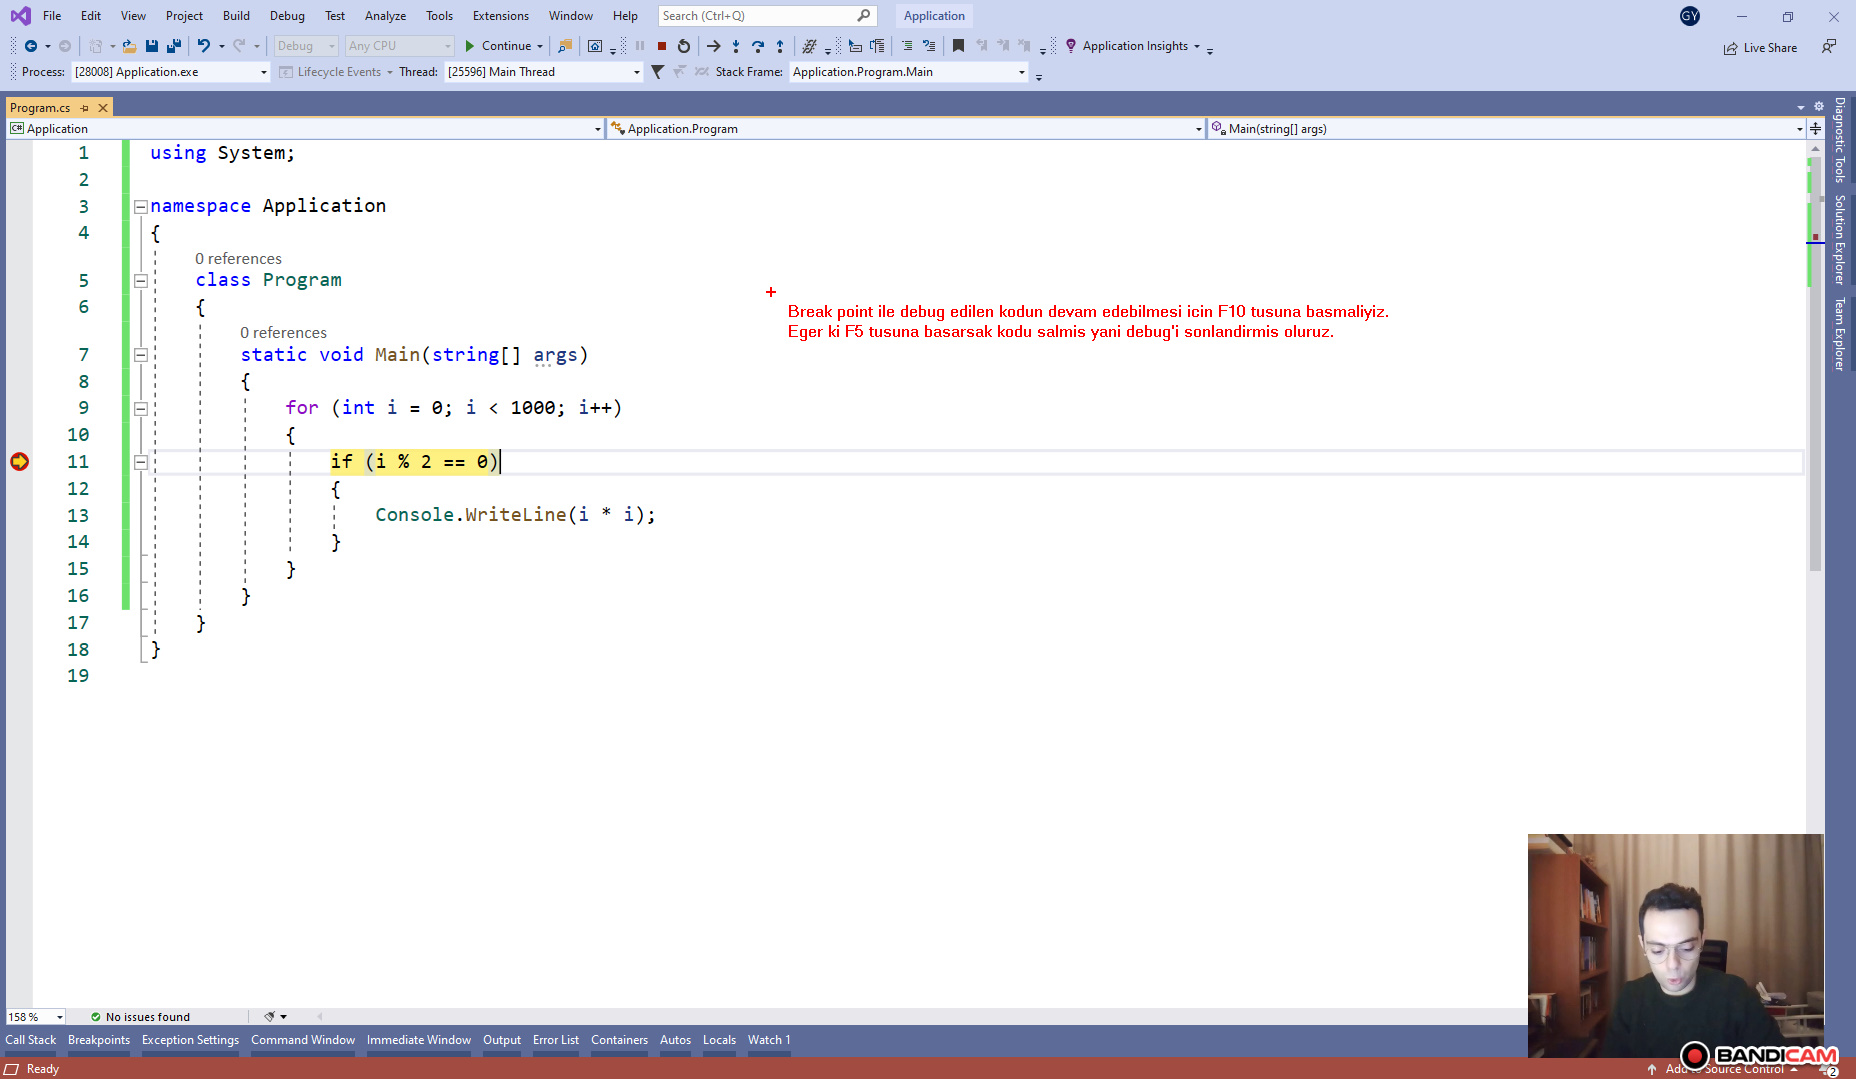 File Edit View Project Build Debug Test Analyze Tools Extensions Window Help Search (Ctrl+Q) Application GY
Debug Any CPU Continue Application Insights Live Share
Process: [28008] Application.exe Lifecycle Events Thread: [25596] Main Thread Stack Frame: Application.Program.Main
Program.cs
C# Application Application.Program Main(string[] args)
1 using System;
2
3 namespace Application
4 {
0 references
5 class Program
6 {
0 references
7 static void Main(string[] args)
8 {
9 for (int i = 0; i < 1000; i++)
10 {
11 if (i % 2 == 0)
12 {
13 Console.WriteLine(i * i);
14 }
15 }
16 }
17 }
18 }
19
Break point ile debug edilen kodun devam edebilmesi icin F10 tusuna basmaliyiz.
Eger ki F5 tusuna basarsak kodu salmis yani debug'i sonlandirmis oluruz.
Diagnostic Tools
Solution Explorer
Team Explorer
158 % No issues found
Call Stack Breakpoints Exception Settings Command Window Immediate Window Output Error List Containers Autos Locals Watch 1
BANDICAM
Ready Add to Source Control 2